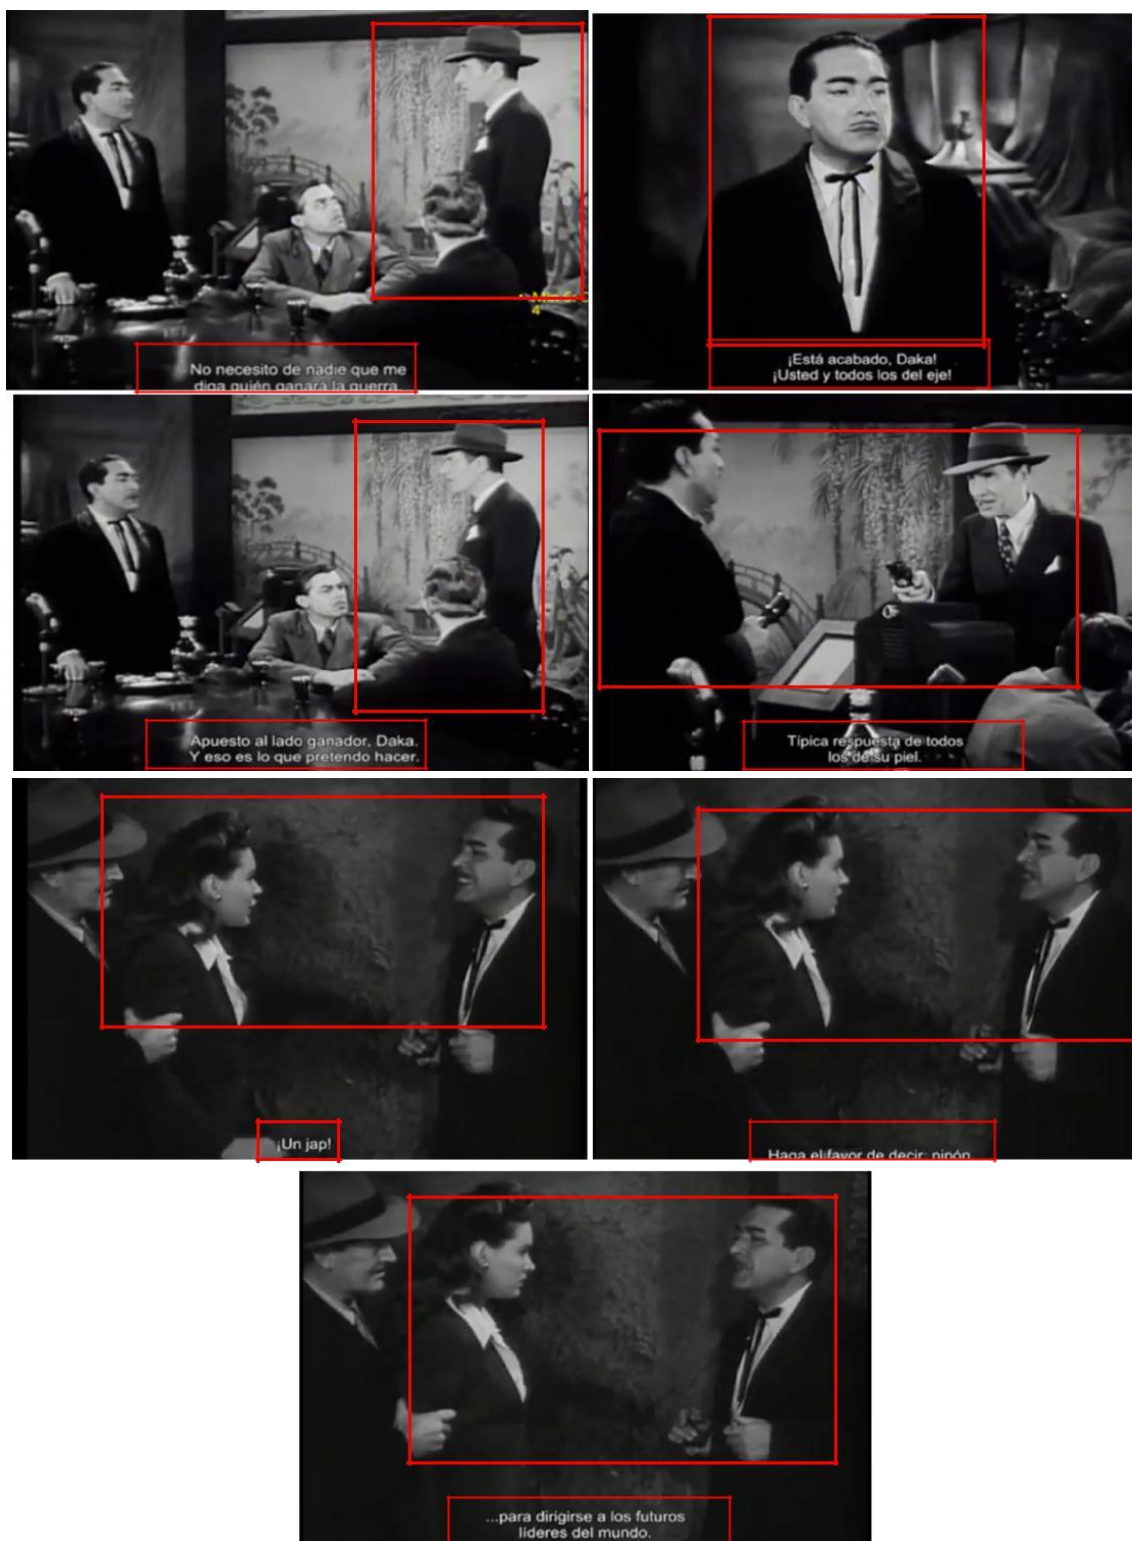 No necesito de nadie que me
diga quién ganará la guerra.
4
¡Está acabado, Daka!
¡Usted y todos los del eje!
Apuesto al lado ganador, Daka.
Y eso es lo que pretendo hacer.
Típica respuesta de todos
los de su piel.
¡Un jap!
Haga el favor de decir: nipón
...para dirigirse a los futuros
líderes del mundo.